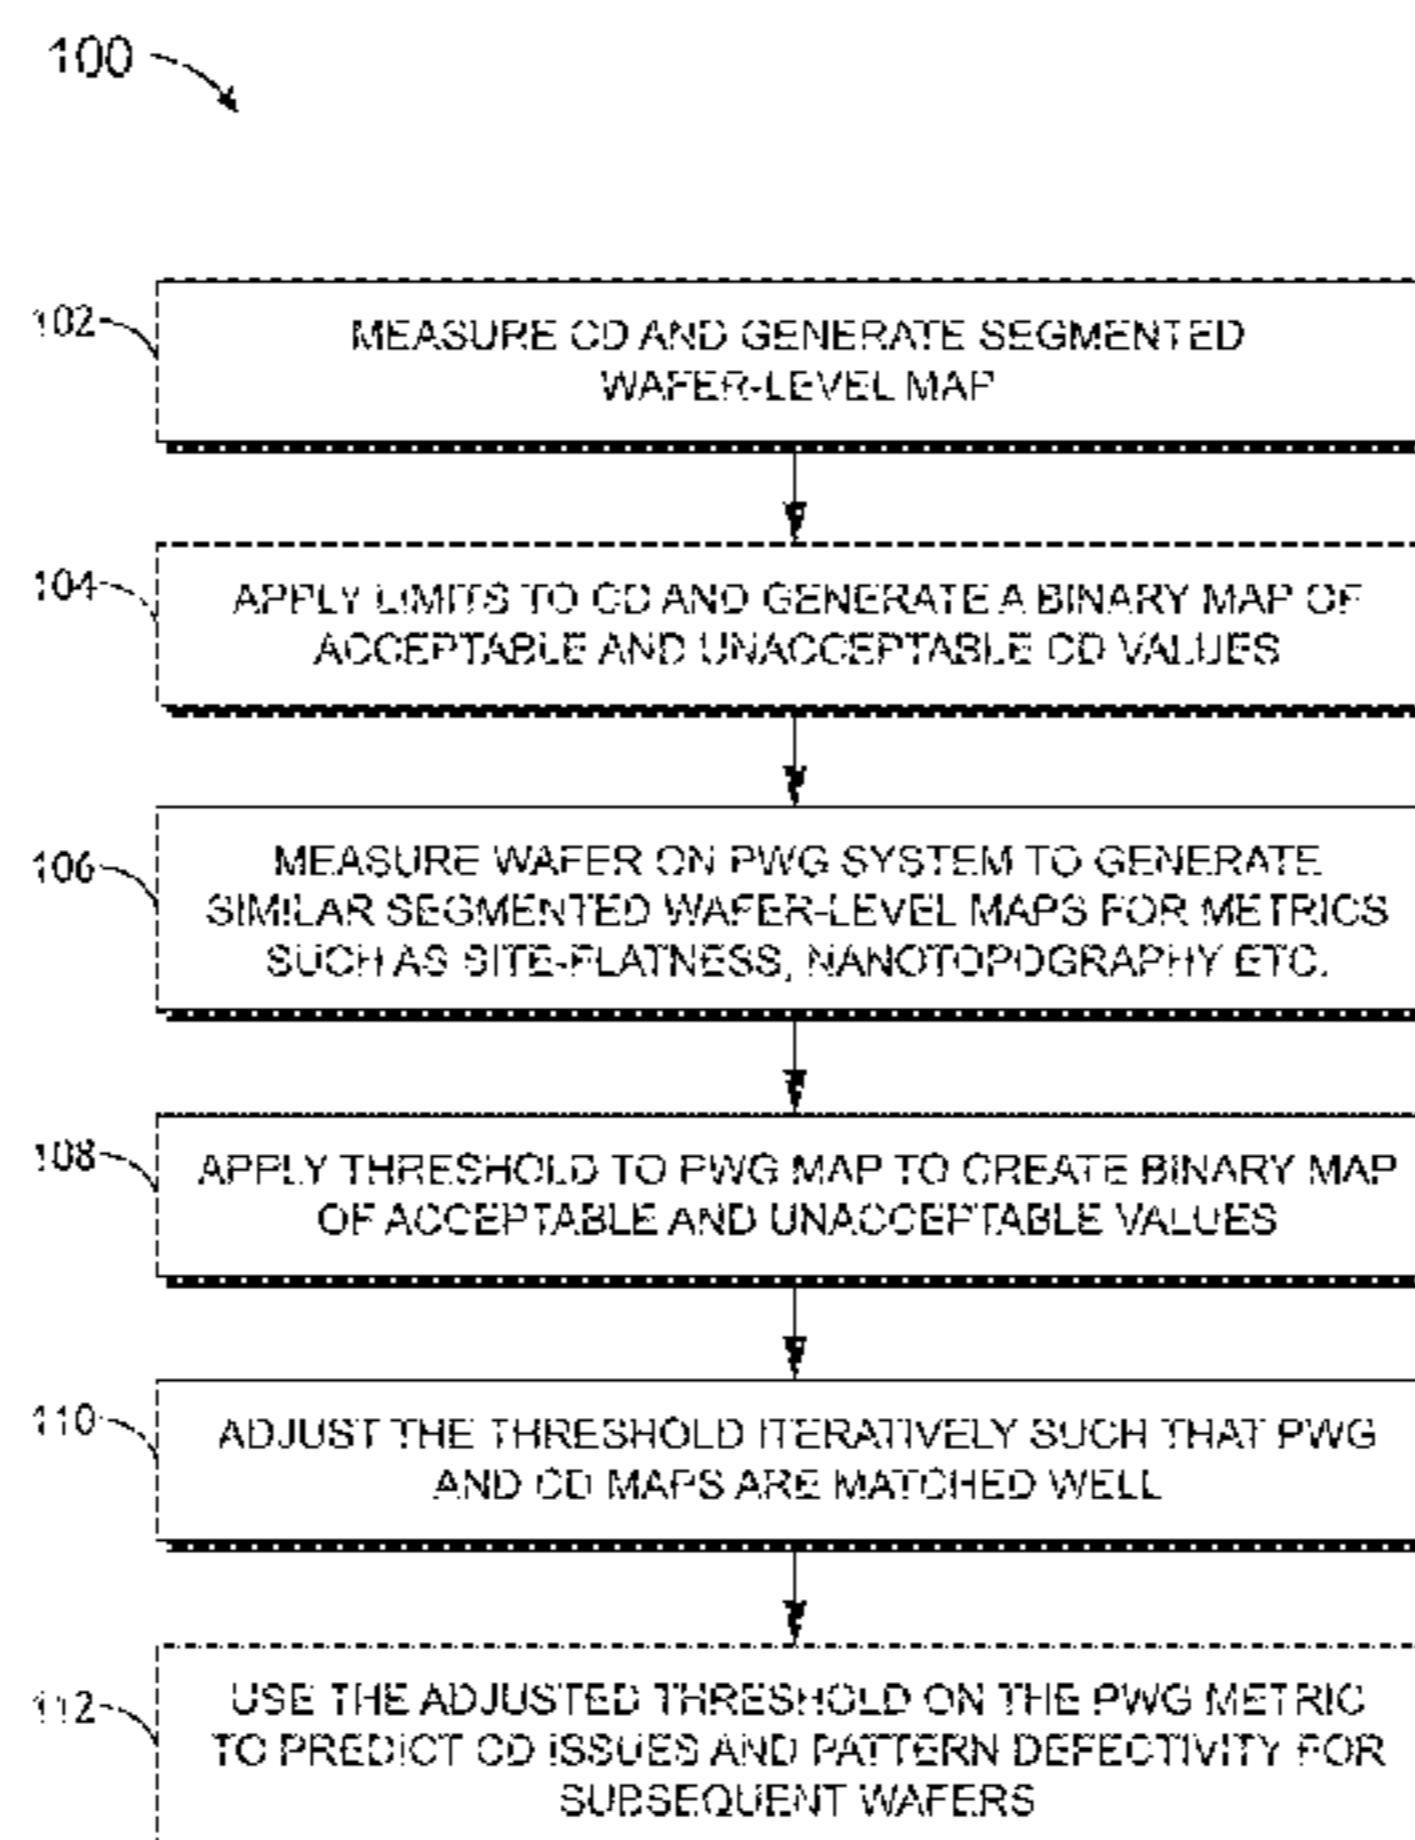 100
102
MEASURE CD AND GENERATE SEGMENTED
WAFER-LEVEL MAP
104
APPLY LIMITS TO CD AND GENERATE A BINARY MAP OF
ACCEPTABLE AND UNACCEPTABLE CD VALUES
106
MEASURE WAFER ON PWG SYSTEM TO GENERATE
SIMILAR SEGMENTED WAFER-LEVEL MAPS FOR METRICS
SUCH AS SITE-FLATNESS, NANOTOPOGRAPHY ETC.
108
APPLY THRESHOLD TO PWG MAP TO CREATE BINARY MAP
OF ACCEPTABLE AND UNACCEPTABLE VALUES
110
ADJUST THE THRESHOLD ITERATIVELY SUCH THAT PWG
AND CD MAPS ARE MATCHED WELL
112
USE THE ADJUSTED THRESHOLD ON THE PWG METRIC
TO PREDICT CD ISSUES AND PATTERN DEFECTIVITY FOR
SUBSEQUENT WAFERS